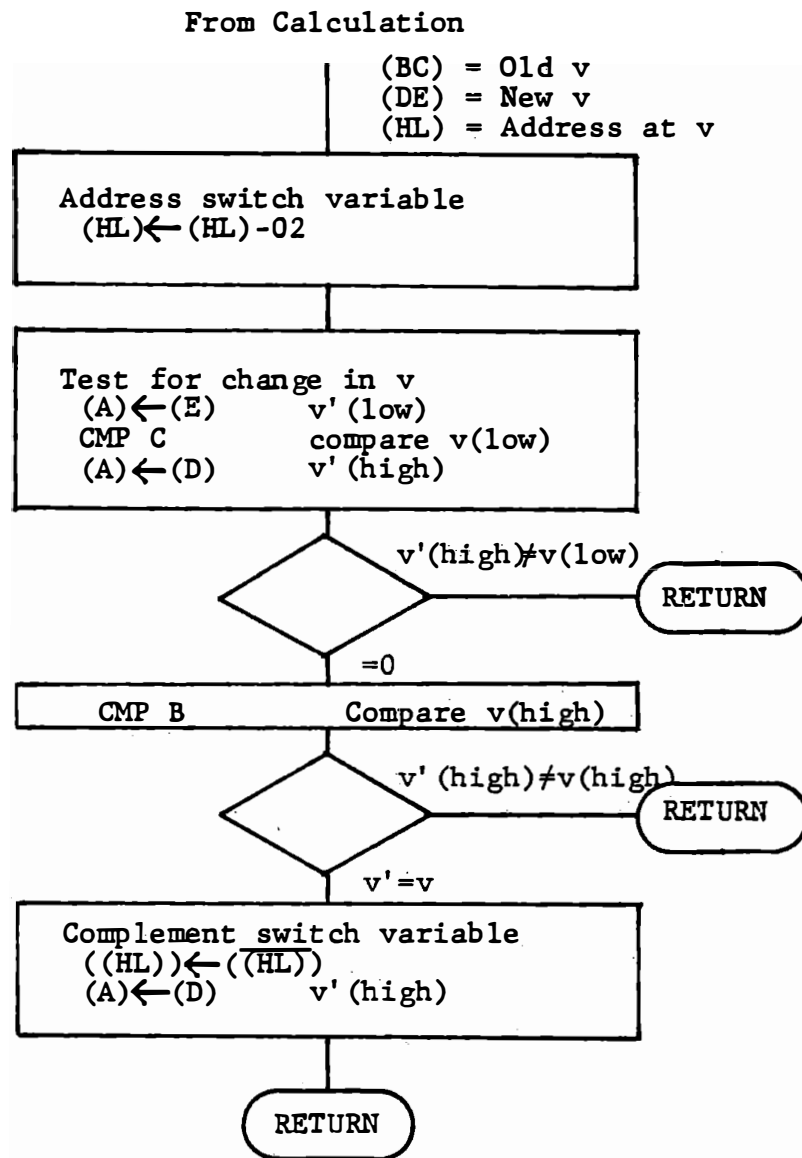 From Calculation
(BC) = Old v
(DE) = New v
(HL) = Address at v
Address switch variable
(HL)←(HL)-02
Test for change in v
(A)←(E) v'(low)
CMP C compare v(low)
(A)←(D) v'(high)
v'(high)≠v(low)
RETURN
=0
CMP B Compare v(high)
v'(high)≠v(high)
RETURN
v'=v
Complement switch variable
((HL))←(\overline{(HL)})
(A)←(D) v'(high)
RETURN